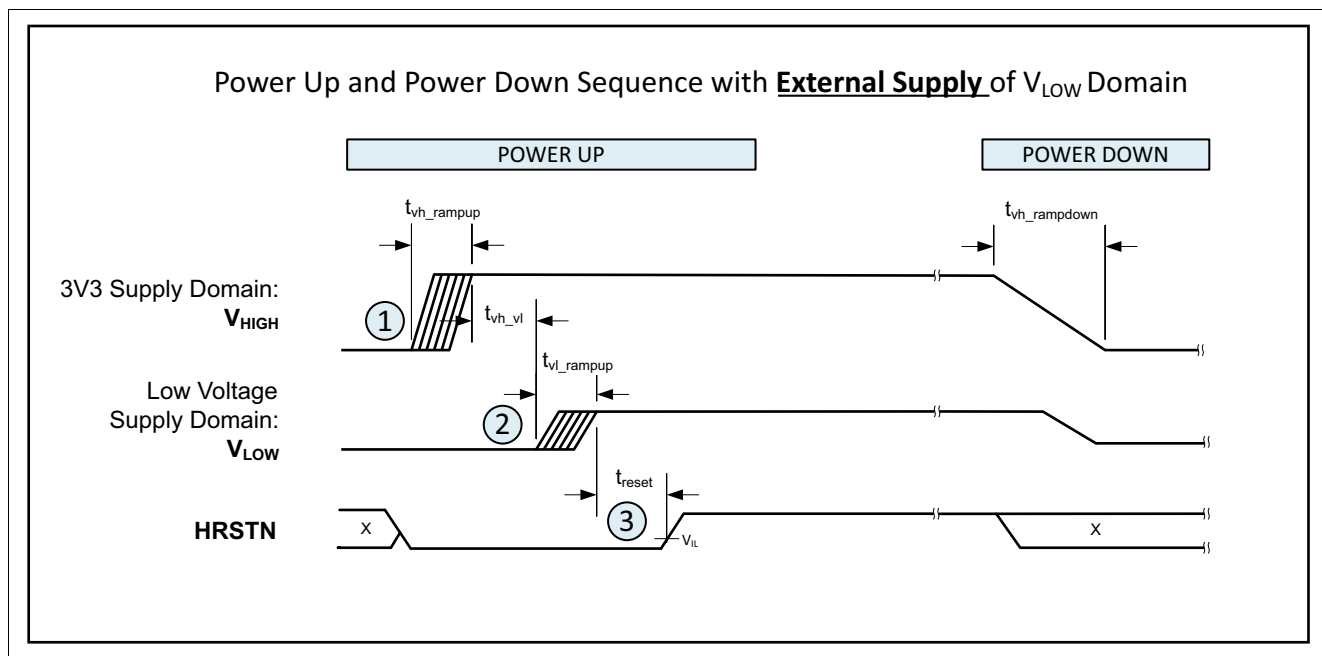 Power Up and Power Down Sequence with External Supply of VLOW Domain
POWER UP
POWER DOWN
tvh_rampup
tvh_rampdown
3V3 Supply Domain:
VHIGH
1
tvh_vl
tvl_rampup
Low Voltage
Supply Domain:
VLOW
2
treset
HRSTN
X
3
VIL
X